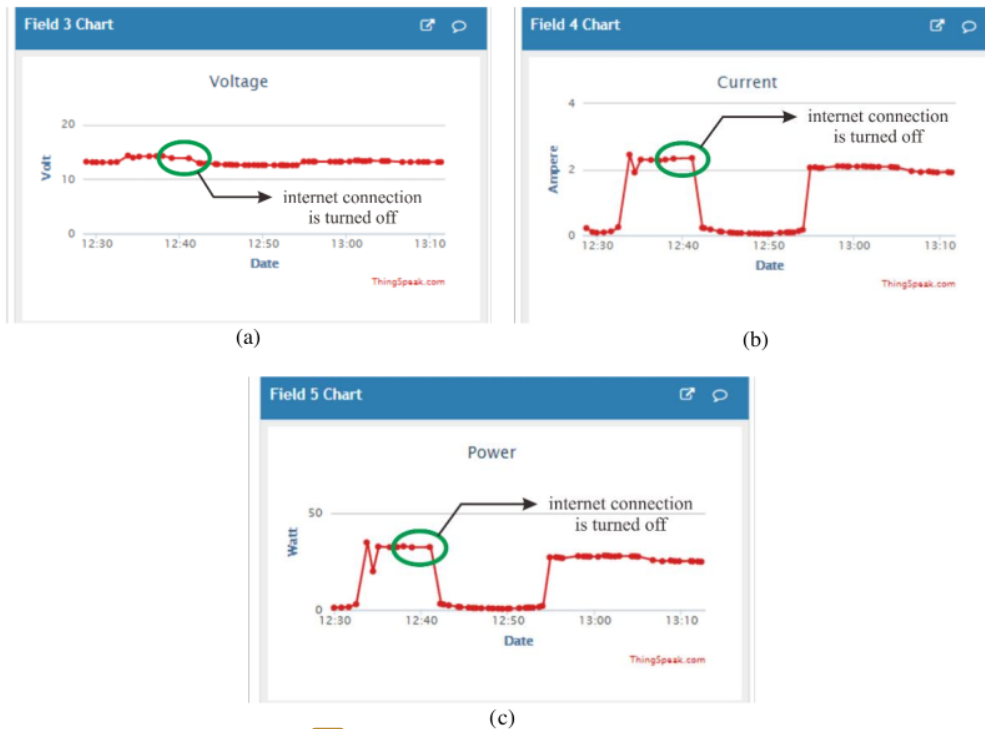 Field 3 Chart
Voltage
20
10
0
Volt
internet connection
is turned off
12:30 12:40 12:50 13:00 13:10
Date
ThingSpeak.com
(a)
Field 4 Chart
Current
4
2
0
Ampere
internet connection
is turned off
12:30 12:40 12:50 13:00 13:10
Date
ThingSpeak.com
(b)
Field 5 Chart
Power
50
0
Watt
internet connection
is turned off
12:30 12:40 12:50 13:00 13:10
Date
ThingSpeak.com
(c)